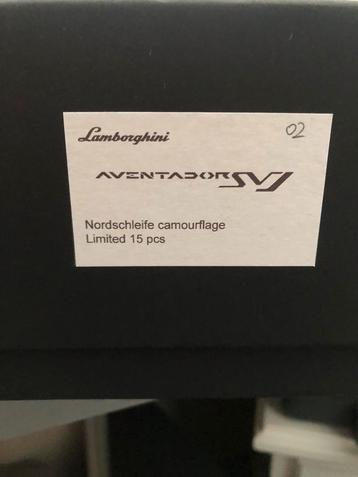 Lamborghini 02
AVENTADOR SVJ
Nordschleife camourflage
Limited 15 pcs